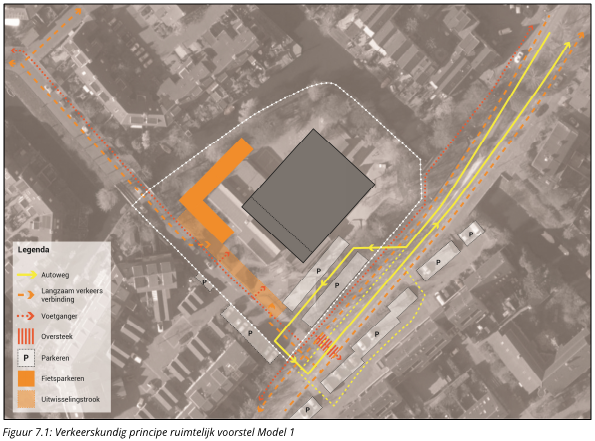 P
P
P
P
P
P
P
P
Legenda
Autoweg
Langzaam verkeers
verbinding
Voetganger
Oversteek
P Parkeren
Fietsparkeren
Uitwisselingstrook
Figuur 7.1: Verkeerskundig principe ruimtelijk voorstel Model 1